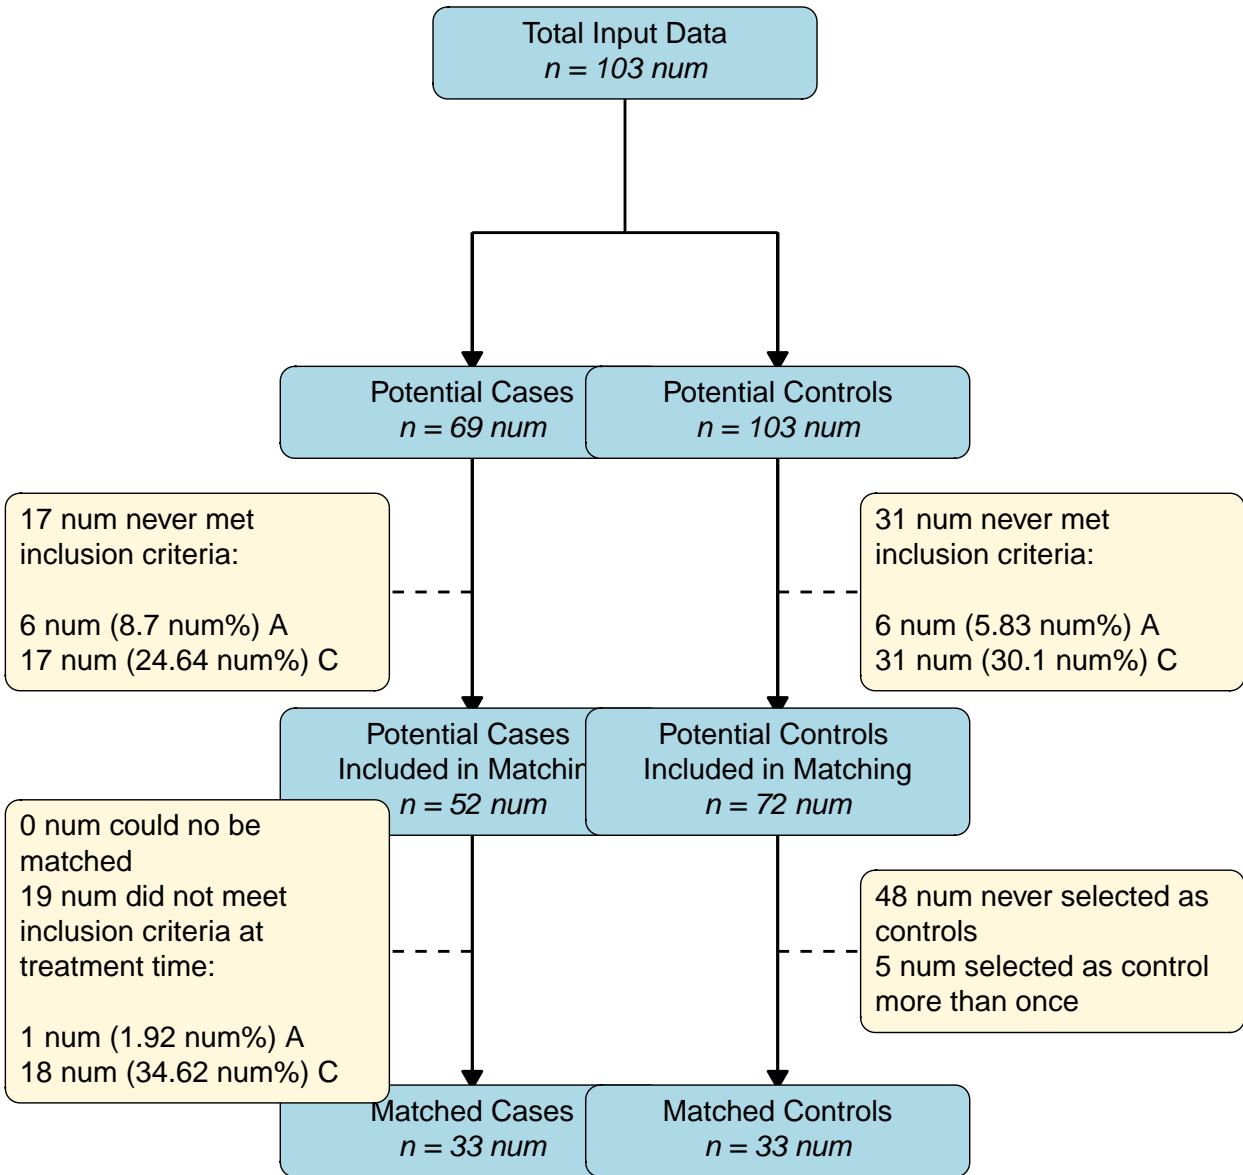 Total Input Data
n = 103 num
Potential Cases
n = 69 num
Potential Controls
n = 103 num
17 num never met
inclusion criteria:
6 num (8.7 num%) A
17 num (24.64 num%) C
31 num never met
inclusion criteria:
6 num (5.83 num%) A
31 num (30.1 num%) C
Potential Cases
Included in Matchin
n = 52 num
Potential Controls
Included in Matching
n = 72 num
0 num could no be
matched
19 num did not meet
inclusion criteria at
treatment time:
1 num (1.92 num%) A
18 num (34.62 num%) C
48 num never selected as
controls
5 num selected as control
more than once
Matched Cases
n = 33 num
Matched Controls
n = 33 num